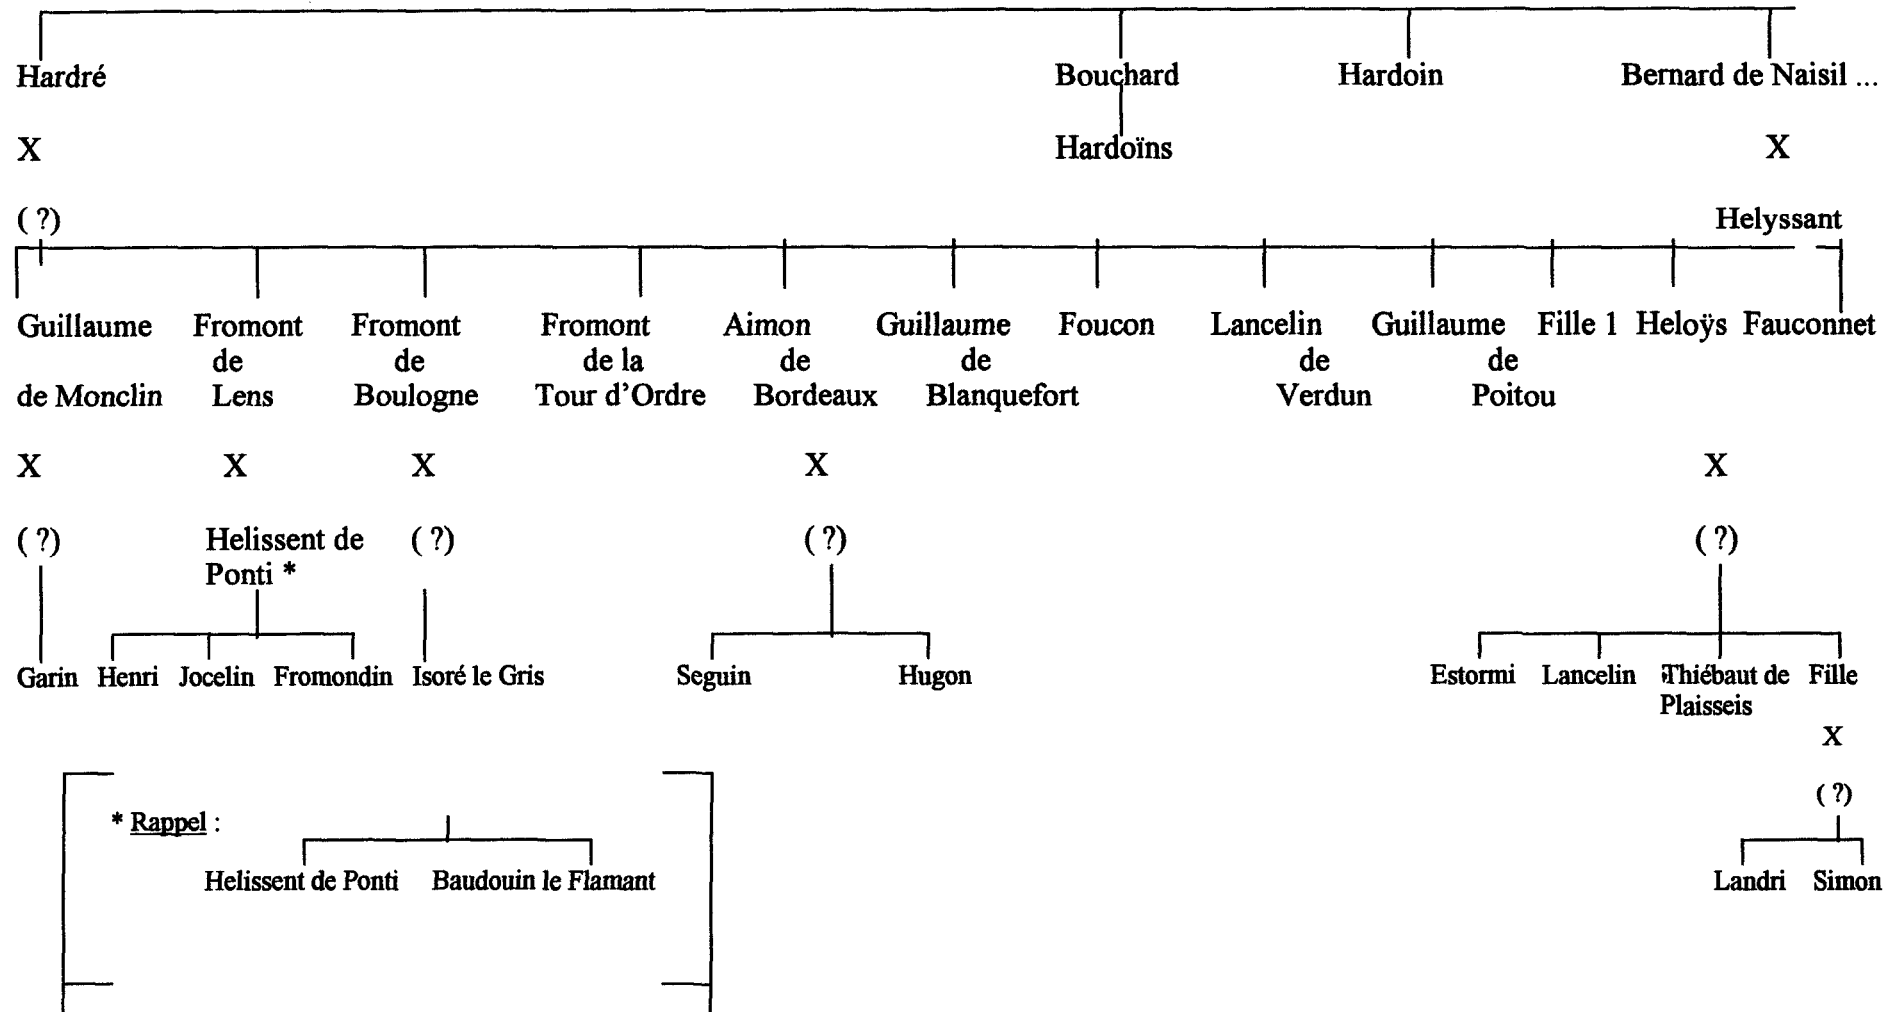 Hardré Bouchard Hardoin Bernard de Naisil ...
X Hardoïns X
( ?) Helyssant
Guillaume Fromont Fromont Fromont Aimon Guillaume Foucon Lancelin Guillaume Fille 1 Heloÿs Fauconnet
de de de la de de de de
de Monclin Lens Boulogne Tour d'Ordre Bordeaux Blanquefort Verdun Poitou
X X X X X
( ?) Helissent de ( ?) ( ?) ( ?)
Ponti *
Garin Henri Jocelin Fromondin Isoré le Gris Seguin Hugon Estormi Lancelin Thiébaut de Fille
Plaisseis
X
* Rappel : ( ?)
Helissent de Ponti Baudouin le Flamant Landri Simon